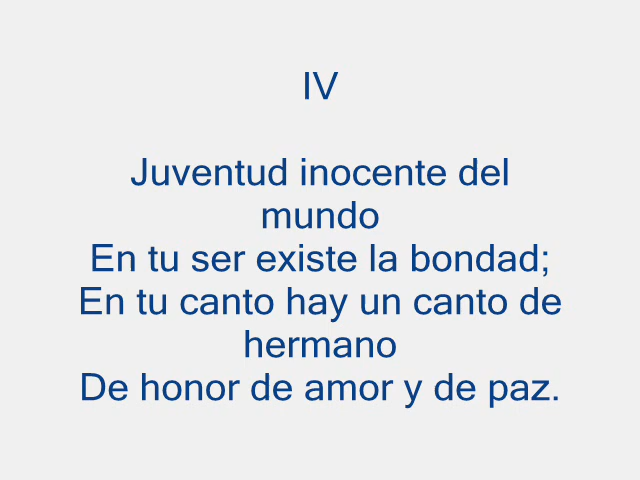 IV
Juventud inocente del
mundo
En tu ser existe la bondad;
En tu canto hay un canto de
hermano
De honor de amor y de paz.